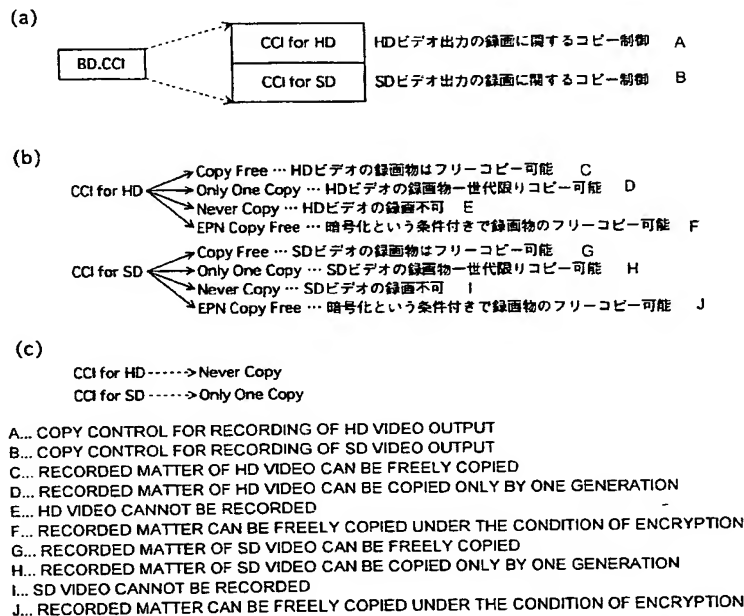 (a)
BD.CCI
CCI for HD HDビデオ出力の録画に関するコピー制御 A
CCI for SD SDビデオ出力の録画に関するコピー制御 B
(b)
CCI for HD
Copy Free … HDビデオの録画物はフリーコピー可能 C
Only One Copy … HDビデオの録画物一世代限りコピー可能 D
Never Copy … HDビデオの録画不可 E
EPN Copy Free … 暗号化という条件付きで録画物のフリーコピー可能 F
CCI for SD
Copy Free … SDビデオの録画物はフリーコピー可能 G
Only One Copy … SDビデオの録画物一世代限りコピー可能 H
Never Copy … SDビデオの録画不可 I
EPN Copy Free … 暗号化という条件付きで録画物のフリーコピー可能 J
(c)
CCI for HD ------> Never Copy
CCI for SD ------> Only One Copy
A... COPY CONTROL FOR RECORDING OF HD VIDEO OUTPUT
B... COPY CONTROL FOR RECORDING OF SD VIDEO OUTPUT
C... RECORDED MATTER OF HD VIDEO CAN BE FREELY COPIED
D... RECORDED MATTER OF HD VIDEO CAN BE COPIED ONLY BY ONE GENERATION
E... HD VIDEO CANNOT BE RECORDED
F... RECORDED MATTER CAN BE FREELY COPIED UNDER THE CONDITION OF ENCRYPTION
G... RECORDED MATTER OF SD VIDEO CAN BE FREELY COPIED
H... RECORDED MATTER OF SD VIDEO CAN BE COPIED ONLY BY ONE GENERATION
I... SD VIDEO CANNOT BE RECORDED
J... RECORDED MATTER CAN BE FREELY COPIED UNDER THE CONDITION OF ENCRYPTION